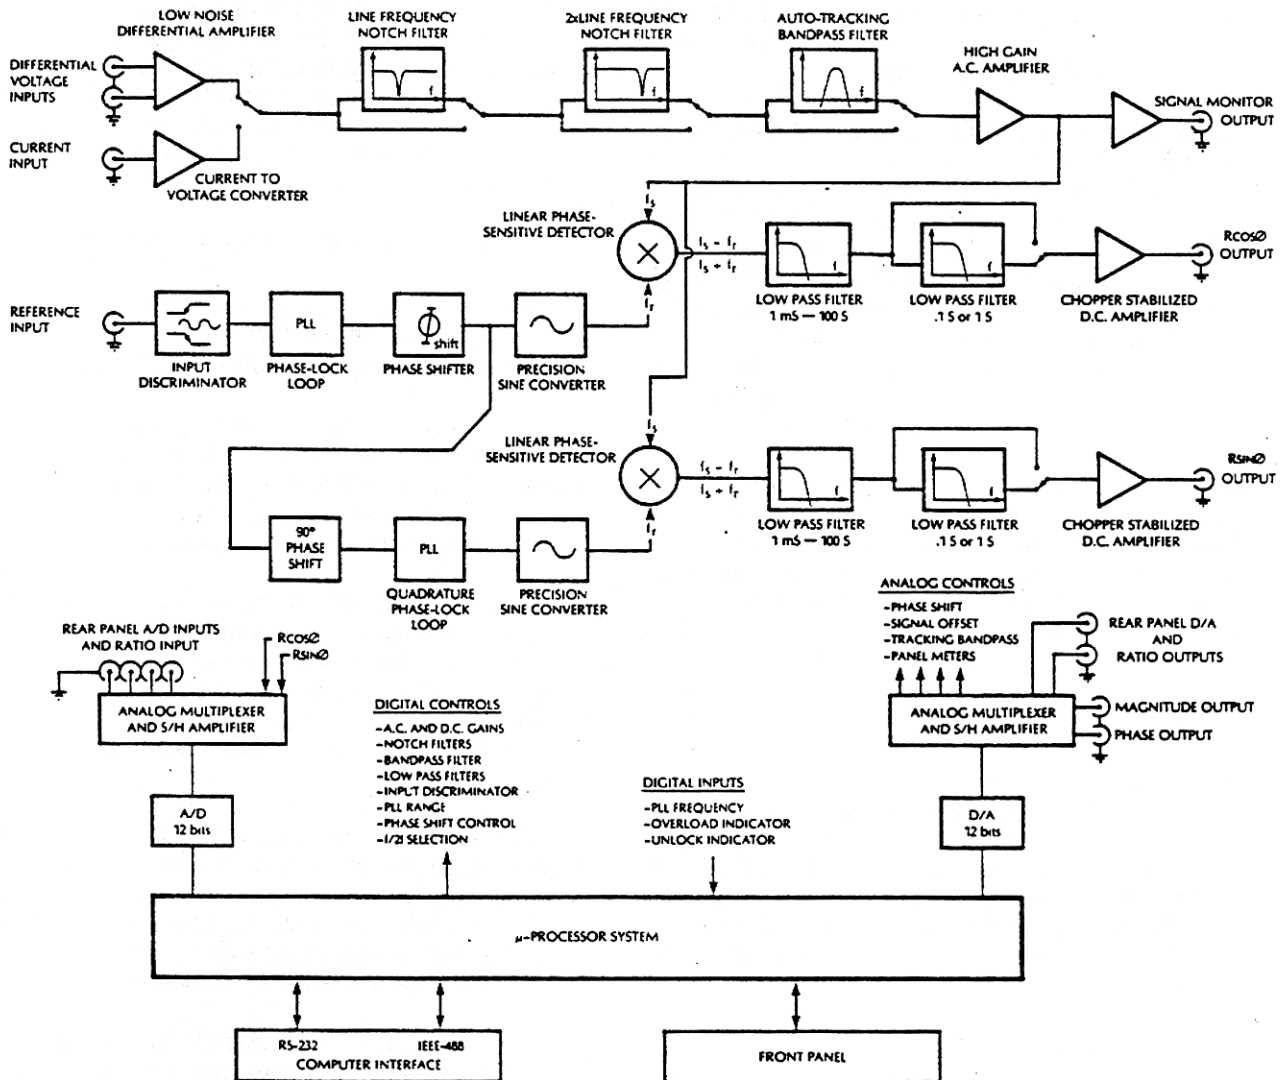 LOW NOISE
DIFFERENTIAL AMPLIFIER
LINE FREQUENCY
NOTCH FILTER
2xLINE FREQUENCY
NOTCH FILTER
AUTO-TRACKING
BANDPASS FILTER
HIGH GAIN
A.C. AMPLIFIER
DIFFERENTIAL
VOLTAGE
INPUTS
f
f
f
SIGNAL MONITOR
OUTPUT
CURRENT
INPUT
CURRENT TO
VOLTAGE CONVERTER
LINEAR PHASE-
SENSITIVE DETECTOR
fs
fs - fr
fs + fr
fr
f
f
RCOSØ
OUTPUT
LOW PASS FILTER
1 mS — 100 S
LOW PASS FILTER
.1 S or 1 S
CHOPPER STABILIZED
D.C. AMPLIFIER
REFERENCE
INPUT
PLL
Φ shift
INPUT
DISCRIMINATOR
PHASE-LOCK
LOOP
PHASE SHIFTER
PRECISION
SINE CONVERTER
LINEAR PHASE-
SENSITIVE DETECTOR
fs
fs - fr
fs + fr
fr
f
f
RSINØ
OUTPUT
LOW PASS FILTER
1 mS — 100 S
LOW PASS FILTER
.1 S or 1 S
CHOPPER STABILIZED
D.C. AMPLIFIER
90°
PHASE
SHIFT
PLL
QUADRATURE
PHASE-LOCK
LOOP
PRECISION
SINE CONVERTER
REAR PANEL A/D INPUTS
AND RATIO INPUT
RCOSØ
RSINØ
ANALOG MULTIPLEXER
AND S/H AMPLIFIER
A/D
12 bits
DIGITAL CONTROLS
-A.C. AND D.C. GAINS
-NOTCH FILTERS
-BANDPASS FILTER
-LOW PASS FILTERS
-INPUT DISCRIMINATOR
-PLL RANGE
-PHASE SHIFT CONTROL
-f/2f SELECTION
DIGITAL INPUTS
-PLL FREQUENCY
-OVERLOAD INDICATOR
-UNLOCK INDICATOR
ANALOG CONTROLS
-PHASE SHIFT
-SIGNAL OFFSET
-TRACKING BANDPASS
-PANEL METERS
REAR PANEL D/A
AND
RATIO OUTPUTS
ANALOG MULTIPLEXER
AND S/H AMPLIFIER
MAGNITUDE OUTPUT
PHASE OUTPUT
D/A
12 bits
µ-PROCESSOR SYSTEM
RS-232
IEEE-488
COMPUTER INTERFACE
FRONT PANEL